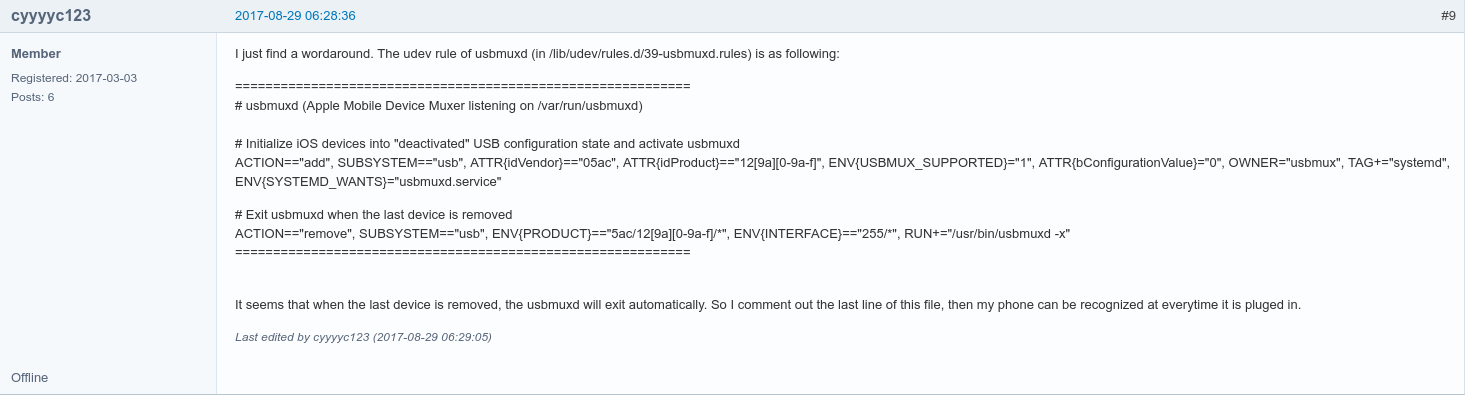 cyyyyc123
2017-08-29 06:28:36
#9
Member
Registered: 2017-03-03
Posts: 6
Offline
I just find a wordaround. The udev rule of usbmuxd (in /lib/udev/rules.d/39-usbmuxd.rules) is as following:
============================================================
# usbmuxd (Apple Mobile Device Muxer listening on /var/run/usbmuxd)
# Initialize iOS devices into "deactivated" USB configuration state and activate usbmuxd
ACTION=="add", SUBSYSTEM=="usb", ATTR{idVendor}=="05ac", ATTR{idProduct}=="12[9a][0-9a-f]", ENV{USBMUX_SUPPORTED}="1", ATTR{bConfigurationValue}="0", OWNER="usbmux", TAG+="systemd",
ENV{SYSTEMD_WANTS}="usbmuxd.service"
# Exit usbmuxd when the last device is removed
ACTION=="remove", SUBSYSTEM=="usb", ENV{PRODUCT}=="5ac/12[9a][0-9a-f]/*", ENV{INTERFACE}=="255/*", RUN+="/usr/bin/usbmuxd -x"
============================================================
It seems that when the last device is removed, the usbmuxd will exit automatically. So I comment out the last line of this file, then my phone can be recognized at everytime it is pluged in.
Last edited by cyyyyc123 (2017-08-29 06:29:05)